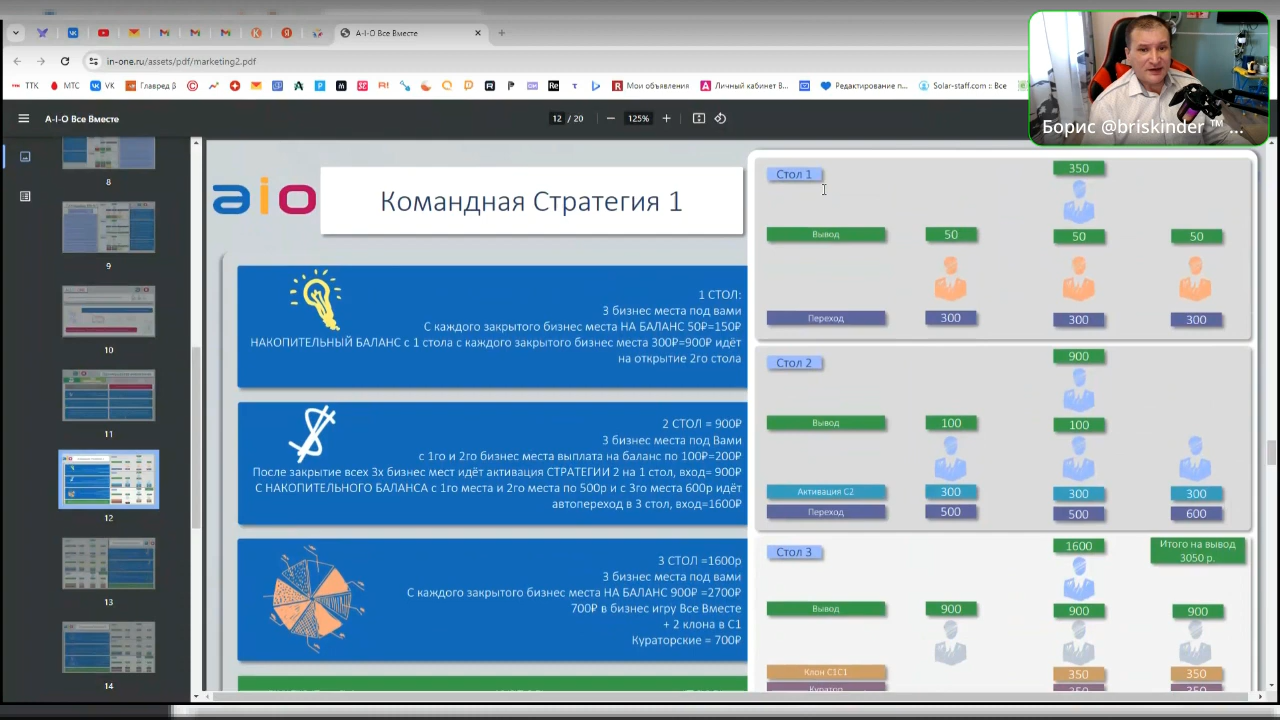 A-I-O Все Вместе
in-one.ru/assets/pdf/marketing2.pdf
ТТК
МТС
VK
Главред β
Мои объявления
Личный кабинет В...
Редактирование п...
Solar-staff.com :: Все
A-I-O Все Вместе
12 / 20
125%
Борис @briskinder ™ ...
8
9
10
11
12
13
14
aio
Командная Стратегия 1
1 СТОЛ:
3 бизнес места под вами
С каждого закрытого бизнес места НА БАЛАНС 50₽=150₽
НАКОПИТЕЛЬНЫЙ БАЛАНС с 1 стола с каждого закрытого бизнес места 300₽=900₽ идёт
на открытие 2го стола
2 СТОЛ = 900₽
3 бизнес места под Вами
с 1го и 2го бизнес места выплата на баланс по 100₽=200₽
После закрытие всех 3х бизнес мест идёт активация СТРАТЕГИИ 2 на 1 стол, вход= 900₽
С НАКОПИТЕЛЬНОГО БАЛАНСА с 1го места и 2го места по 500р и с 3го места 600р идёт
автопереход в 3 стол, вход=1600₽
3 СТОЛ =1600р
3 бизнес места под вами
С каждого закрытого бизнес места НА БАЛАНС 900₽ =2700₽
700₽ в бизнес игру Все Вместе
+ 2 клона в С1
Кураторские = 700₽
Стол 1
350
Вывод
50
50
50
Переход
300
300
300
Стол 2
900
Вывод
100
100
Активация С2
300
300
300
Переход
500
500
600
Стол 3
1600
Итого на вывод
3050 р.
Вывод
900
900
900
Клон С1С1
350
350
Куратор
350
350